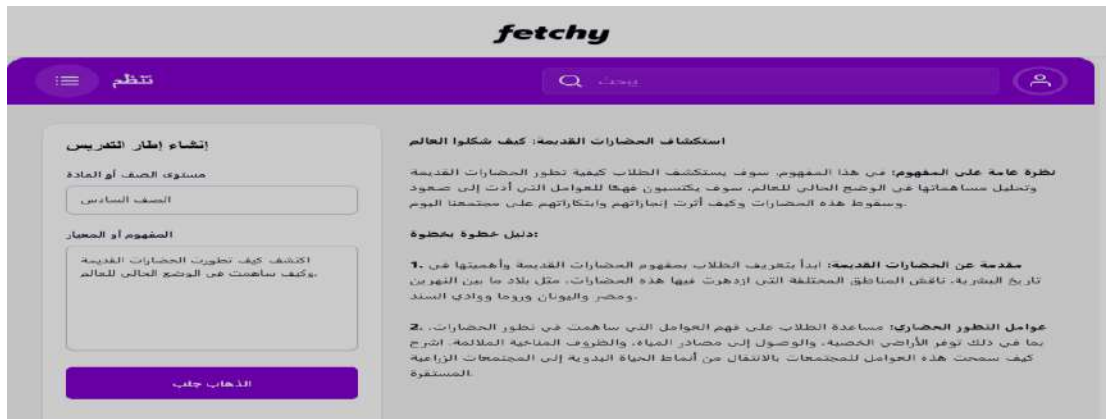 fetchy
تنظم
يبحث
إنشاء إطار التدريس
مستوى الصف أو المادة
الصف السادس
المفهوم أو المعيار
اكتشف كيف تطورت الحضارات القديمة
وكيف ساهمت في الوضع الحالي للعالم.
الذهاب جلب
استكشاف الحضارات القديمة: كيف شكلوا العالم
نظرة عامة على المفهوم: في هذا المفهوم، سوف يستكشف الطلاب كيفية تطور الحضارات القديمة
وتحليل مساهماتها في الوضع الحالي للعالم. سوف يكتسبون فهمًا للعوامل التي أدت إلى صعود
وسقوط هذه الحضارات وكيف أثرت إنجازاتهم وابتكاراتهم على مجتمعنا اليوم.
دليل خطوة بخطوة:
1. مقدمة عن الحضارات القديمة: ابدأ بتعريف الطلاب بمفهوم الحضارات القديمة وأهميتها في
تاريخ البشرية. ناقش المناطق المختلفة التي ازدهرت فيها هذه الحضارات، مثل بلاد ما بين النهرين
ومصر واليونان وروما ووادي السند.
2. عوامل التطور الحضاري: مساعدة الطلاب على فهم العوامل التي ساهمت في تطور الحضارات،
بما في ذلك توفر الأراضي الخصبة، والوصول إلى مصادر المياه، والظروف المناخية الملائمة. اشرح
كيف سمحت هذه العوامل للمجتمعات بالانتقال من أنماط الحياة البدوية إلى المجتمعات الزراعية
المستقرة.